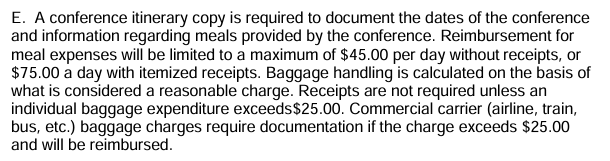 E. A conference itinerary copy is required to document the dates of the conference
and information regarding meals provided by the conference. Reimbursement for
meal expenses will be limited to a maximum of $45.00 per day without receipts, or
$75.00 a day with itemized receipts. Baggage handling is calculated on the basis of
what is considered a reasonable charge. Receipts are not required unless an
individual baggage expenditure exceeds$25.00. Commercial carrier (airline, train,
bus, etc.) baggage charges require documentation if the charge exceeds $25.00
and will be reimbursed.